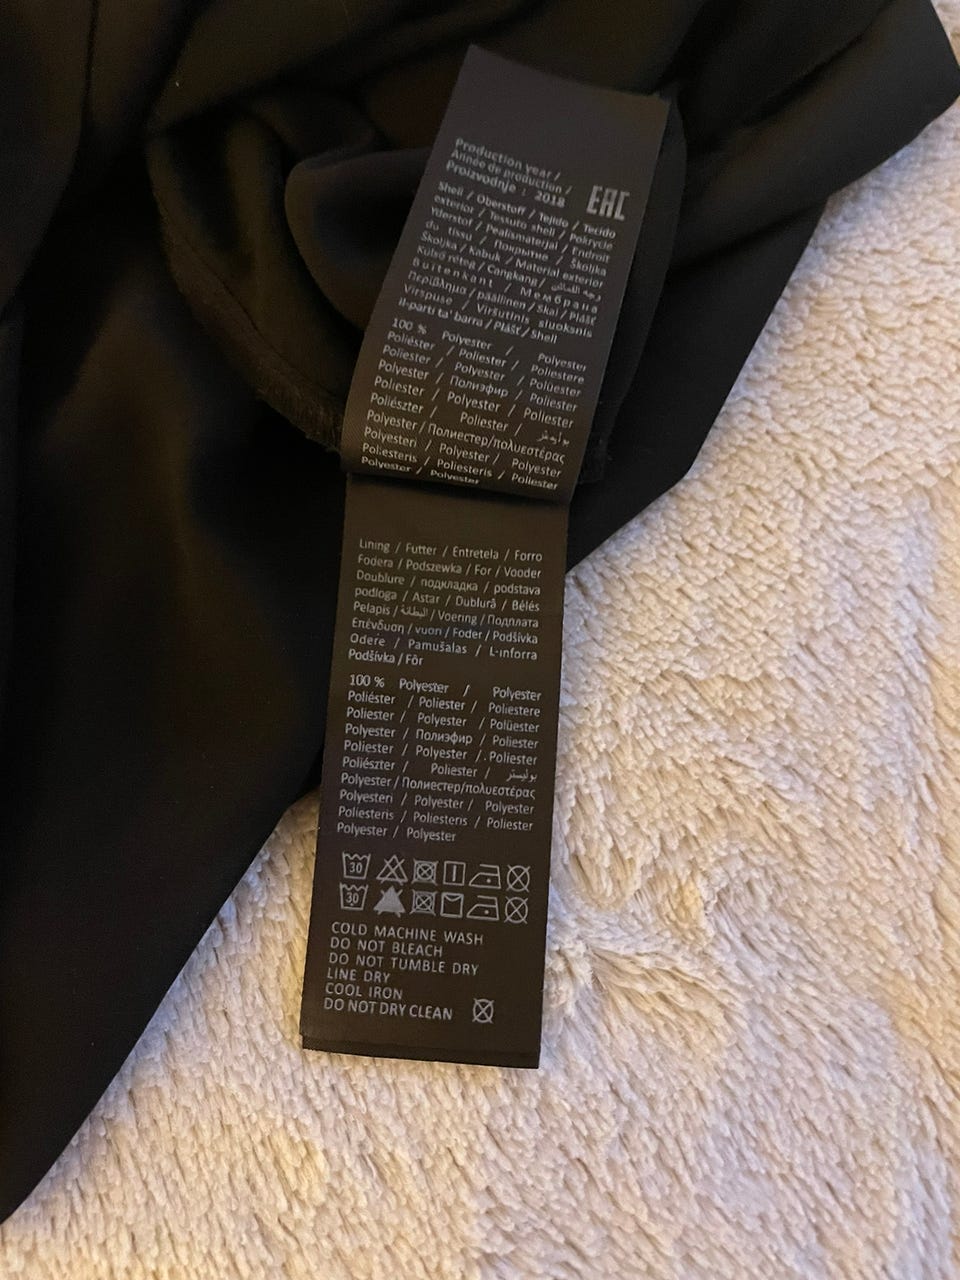 Production year /
Année de production /
Proizvodnje : 2018
EAC
Shell / Oberstoff / Tejido / Tecido
exterior / Tessuto shell / Pokrycie
Yderstof / Pealismaterjal / Endroit
du tissu / Покрытие / Školjka
Školjka / Kabuk / Material exterior
Külső réteg / Cangkang / وجه القماش
Buitenkant / Мембрана
Περίβλημα / päällinen / Skal / Plášť
Virspuse / Viršutinis sluoksnis
il-parti ta' barra / Plášť / Shell
100 % Polyester / Polyester
Poliéster / Poliester / Poliestere
Poliester / Polyester / Polüester
Polyester / Полиэфир / Poliester
Poliester / Polyester / Poliester
Poliészter / Poliester / بوليستر
Polyester / Полиестер/πολυεστέρας
Polyesteri / Polyester / Polyester
Poliesteris / Poliesteris / Poliester
Polyester / Polyester
Lining / Futter / Entretela / Forro
Fodera / Podszewka / For / Vooder
Doublure / подкладка / podstava
podloga / Astar / Dublură / Bélés
Pelapis / البطانة / Voering / Подплата
Επένδυση / vuori / Foder / Podšívka
Odere / Pamušalas / L-inforra
Podšívka / Fôr
100 % Polyester / Polyester
Poliéster / Poliester / Poliestere
Poliester / Polyester / Polüester
Polyester / Полиэфир / Poliester
Poliester / Polyester / Poliester
Poliészter / Poliester / بوليستر
Polyester / Полиестер/πολυεστέρας
Polyesteri / Polyester / Polyester
Poliesteris / Poliesteris / Poliester
Polyester / Polyester
30
30
COLD MACHINE WASH
DO NOT BLEACH
DO NOT TUMBLE DRY
LINE DRY
COOL IRON
DO NOT DRY CLEAN